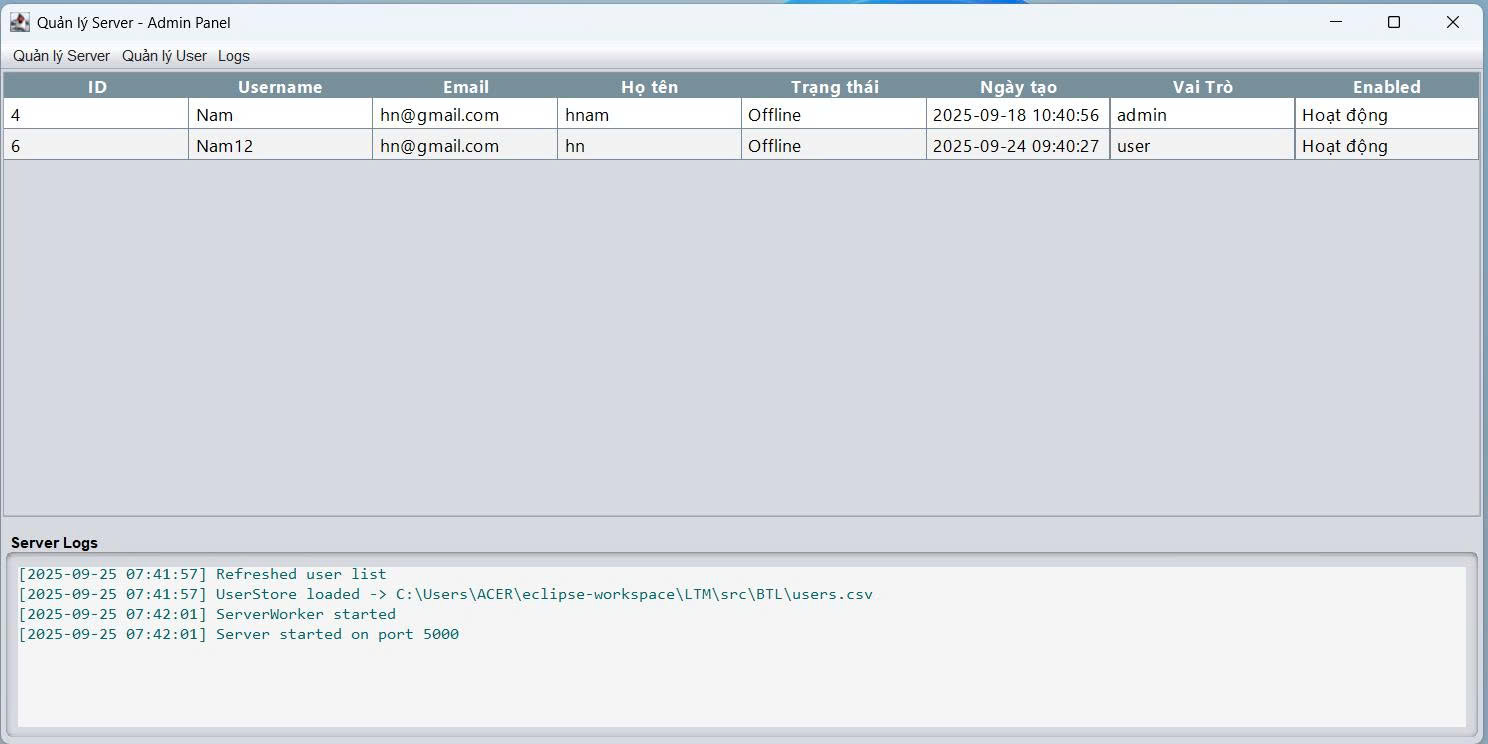 Quản lý Server - Admin Panel
Quản lý Server Quản lý User Logs
ID Username Email Họ tên Trạng thái Ngày tạo Vai Trò Enabled
4 Nam hn@gmail.com hnam Offline 2025-09-18 10:40:56 admin Hoạt động
6 Nam12 hn@gmail.com hn Offline 2025-09-24 09:40:27 user Hoạt động
Server Logs
[2025-09-25 07:41:57] Refreshed user list
[2025-09-25 07:41:57] UserStore loaded -> C:\Users\ACER\eclipse-workspace\LTM\src\BTL\users.csv
[2025-09-25 07:42:01] ServerWorker started
[2025-09-25 07:42:01] Server started on port 5000